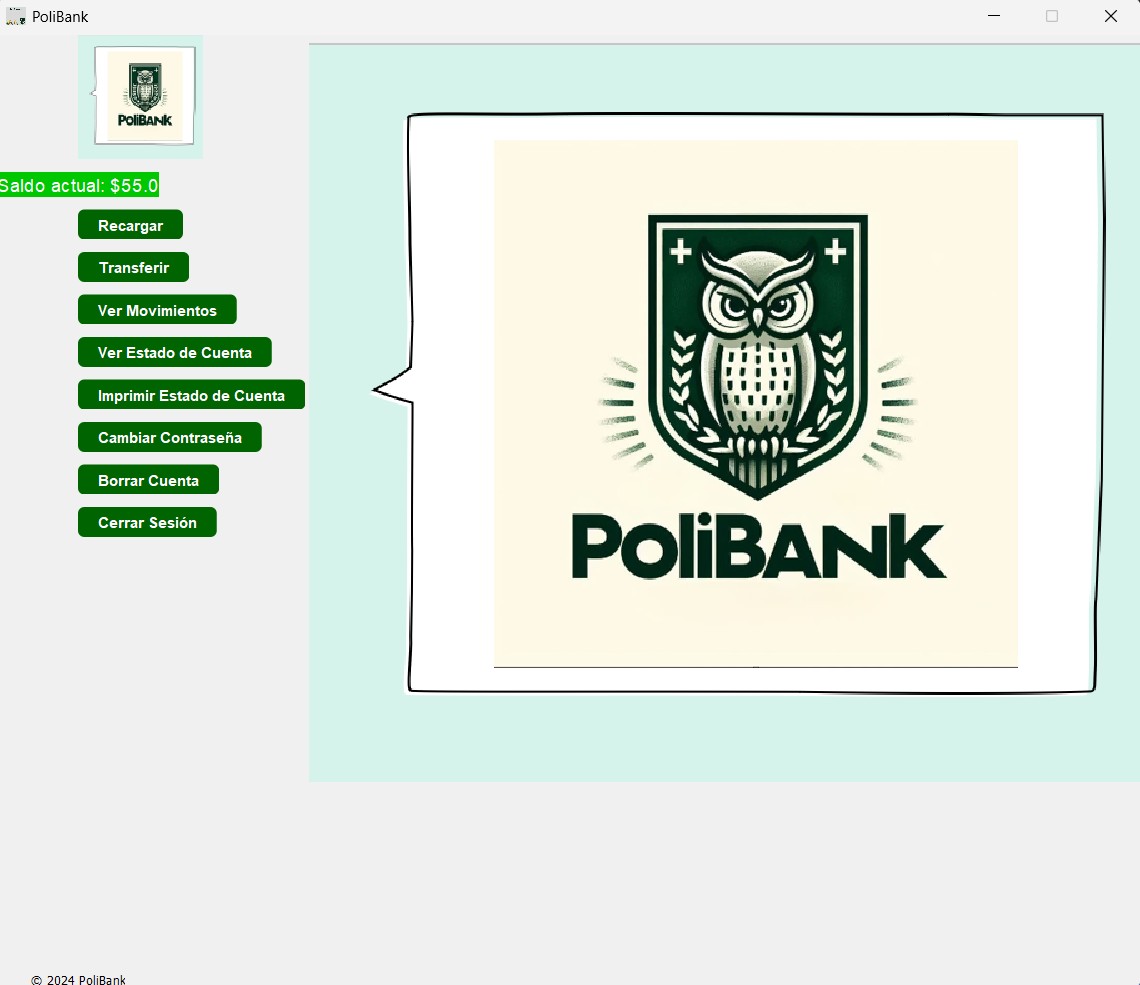 PoliBank
PoliBANK
Saldo actual: $55.0
Recargar
Transferir
Ver Movimientos
Ver Estado de Cuenta
Imprimir Estado de Cuenta
Cambiar Contraseña
Borrar Cuenta
Cerrar Sesión
PoliBANK
© 2024 PoliBank